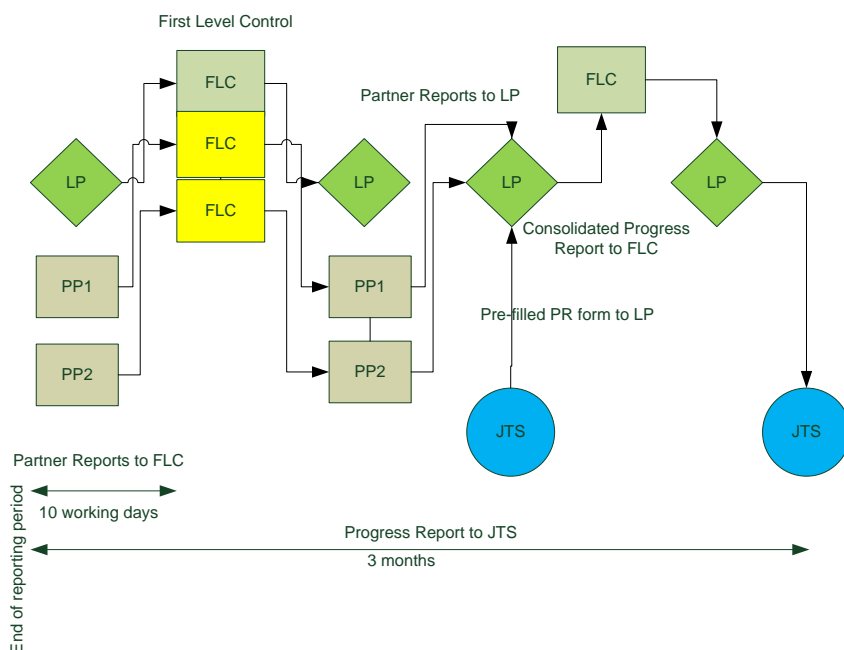 First Level Control
FLC
FLC
Partner Reports to LP
FLC
LP
LP
LP
LP
FLC
Consolidated Progress
Report to FLC
PP1
PP1
Pre-filled PR form to LP
PP2
PP2
JTS
JTS
Partner Reports to FLC
10 working days
Progress Report to JTS
3 months
End of reporting period